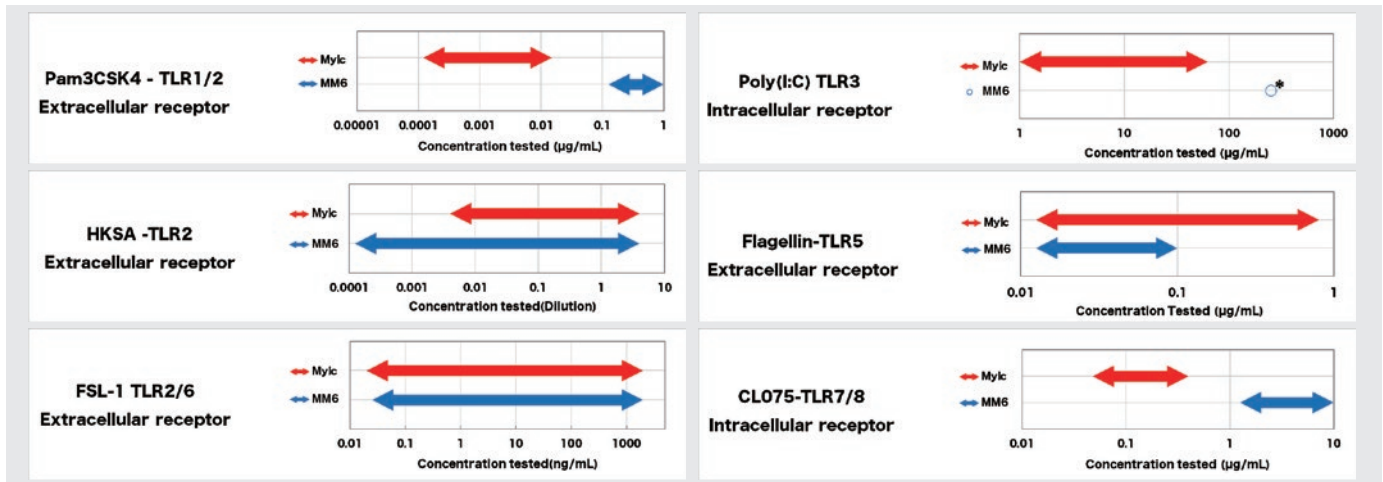 Pam3CSK4 - TLR1/2
Extracellular receptor
Mylc
MM6
0.00001 0.0001 0.001 0.01 0.1 1
Concentration tested (µg/mL)
Poly(I:C) TLR3
Intracellular receptor
Mylc
MM6
*
1 10 100 1000
Concentration tested (µg/mL)
HKSA -TLR2
Extracellular receptor
Mylc
MM6
0.0001 0.001 0.01 0.1 1 10
Concentration tested(Dilution)
Flagellin-TLR5
Extracellular receptor
Mylc
MM6
0.01 0.1 1
Concentration Tested (µg/mL)
FSL-1 TLR2/6
Extracellular receptor
Mylc
MM6
0.01 0.1 1 10 100 1000
Concentration tested(ng/mL)
CL075-TLR7/8
Intracellular receptor
Mylc
MM6
0.01 0.1 1 10
Concentration tested (µg/mL)